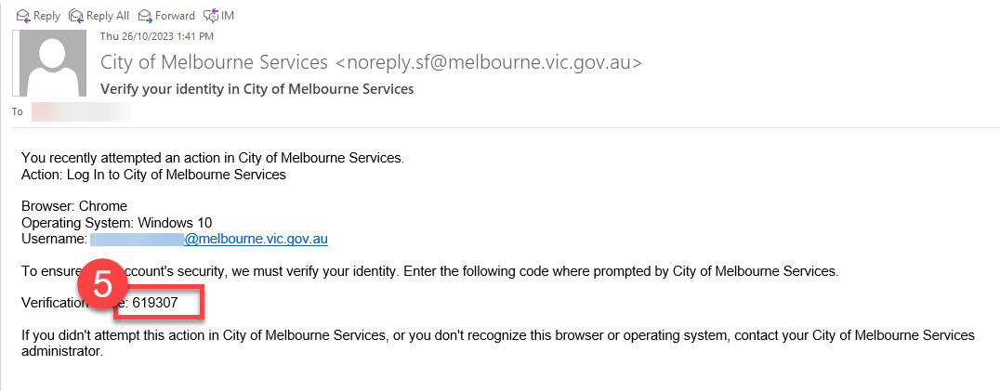 Reply Reply All Forward IM
Thu 26/10/2023 1:41 PM
City of Melbourne Services <noreply.sf@melbourne.vic.gov.au>
Verify your identity in City of Melbourne Services
To
You recently attempted an action in City of Melbourne Services.
Action: Log In to City of Melbourne Services
Browser: Chrome
Operating System: Windows 10
Username: @melbourne.vic.gov.au
To ensure account's security, we must verify your identity. Enter the following code where prompted by City of Melbourne Services.
5
Verification e: 619307
If you didn't attempt this action in City of Melbourne Services, or you don't recognize this browser or operating system, contact your City of Melbourne Services
administrator.